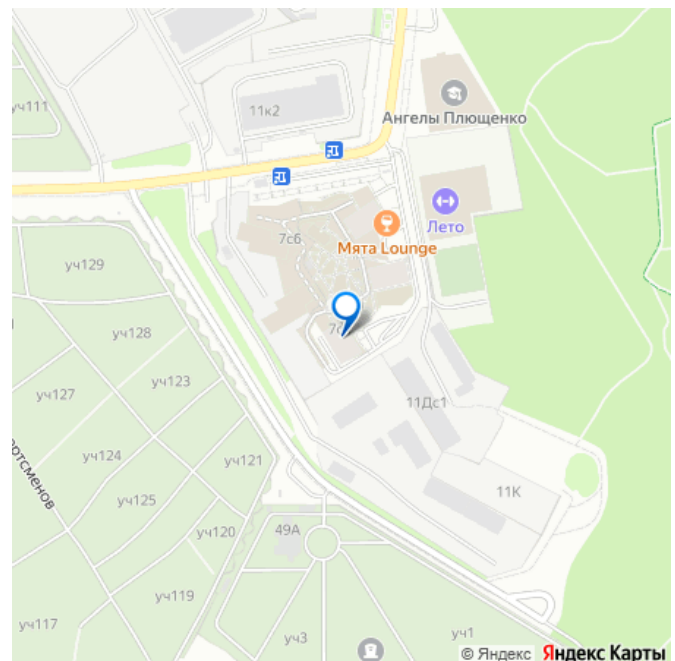 уч111
11к2
Ангелы Плющенко
Лето
7с6
Мята Lounge
уч129
7с
уч128
уч123
уч127
11Дс1
уч124
уч121
ортсменов
11К
уч125
49А
уч120
уч119
уч117
уч3
уч1
© Яндекс Яндекс Карты